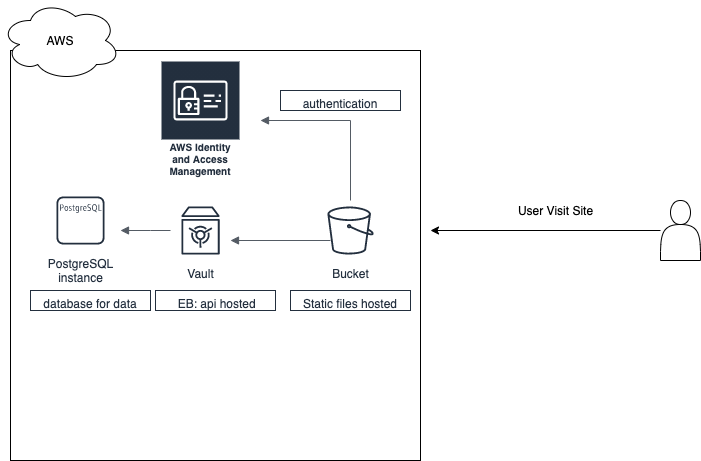 AWS
authentication
AWS Identity
and Access
Management
User Visit Site
PostgreSQL
PostgreSQL
instance
Vault
Bucket
database for data
EB: api hosted
Static files hosted